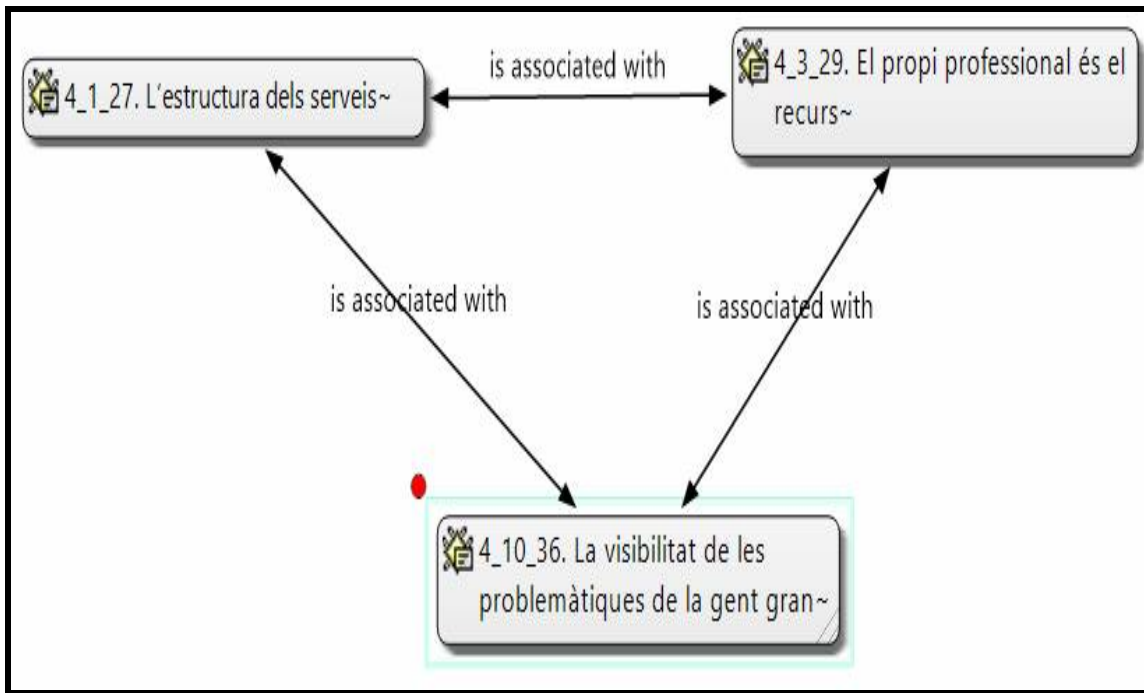 is associated with
4_1_27. L'estructura dels serveis~
4_3_29. El propi professional és el
recurs~
is associated with
is associated with
4_10_36. La visibilitat de les
problemàtiques de la gent gran~